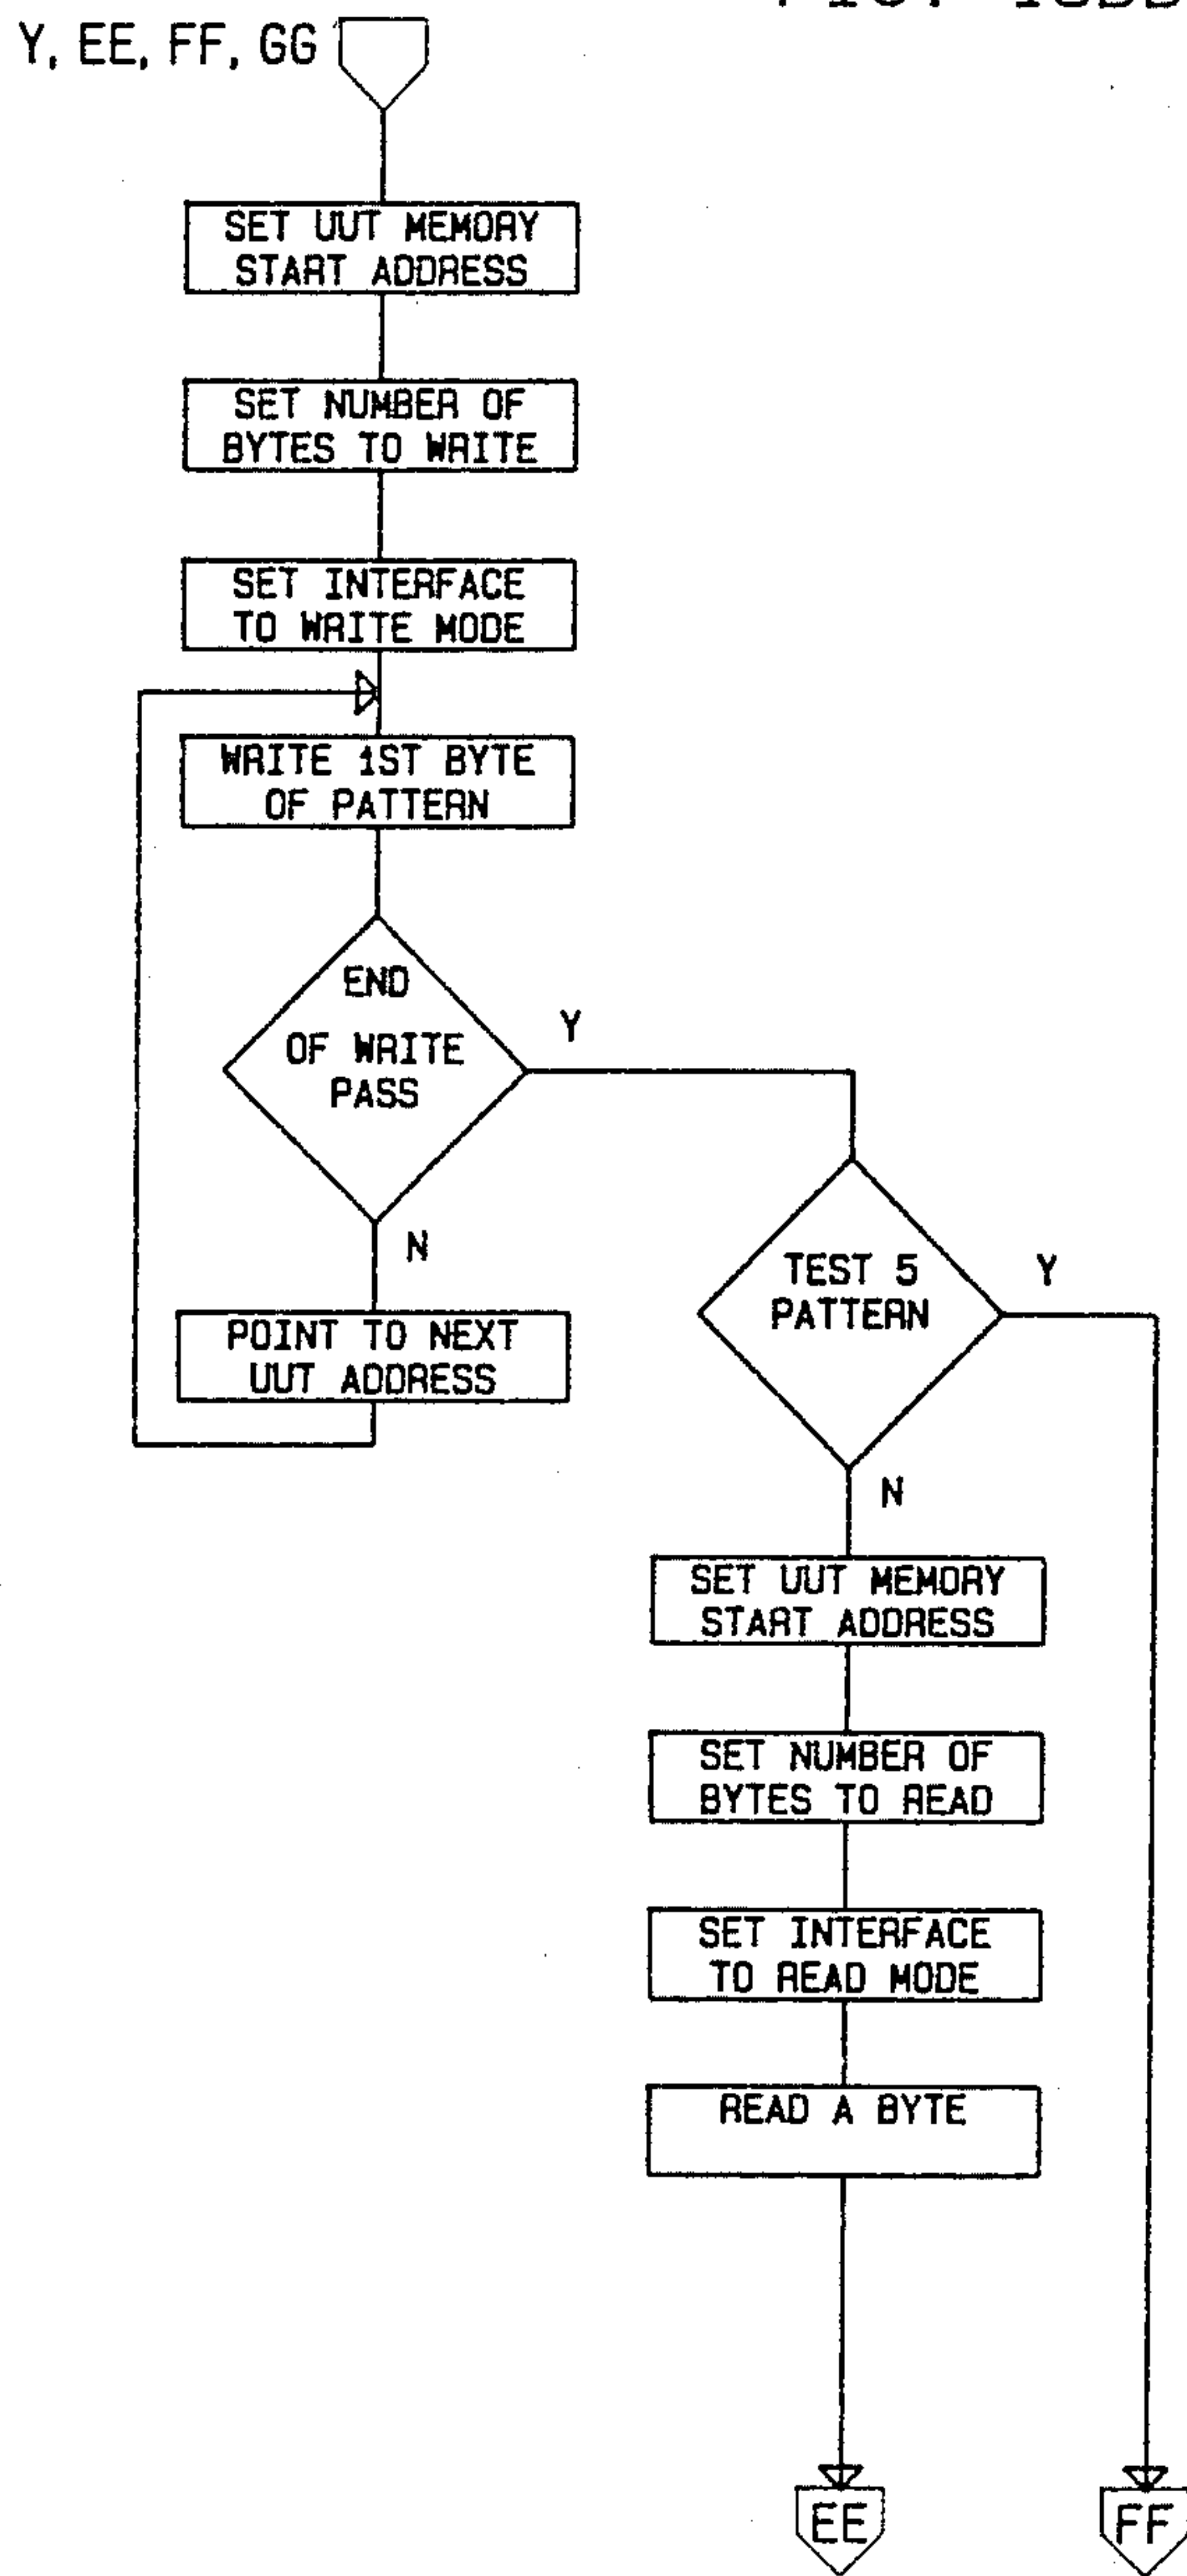 Y, EE, FF, GG
SET UUT MEMORY
START ADDRESS
SET NUMBER OF
BYTES TO WRITE
SET INTERFACE
TO WRITE MODE
WRITE 1ST BYTE
OF PATTERN
END
OF WRITE
PASS
Y
N
POINT TO NEXT
UUT ADDRESS
TEST 5
PATTERN
Y
N
SET UUT MEMORY
START ADDRESS
SET NUMBER OF
BYTES TO READ
SET INTERFACE
TO READ MODE
READ A BYTE
EE
FF